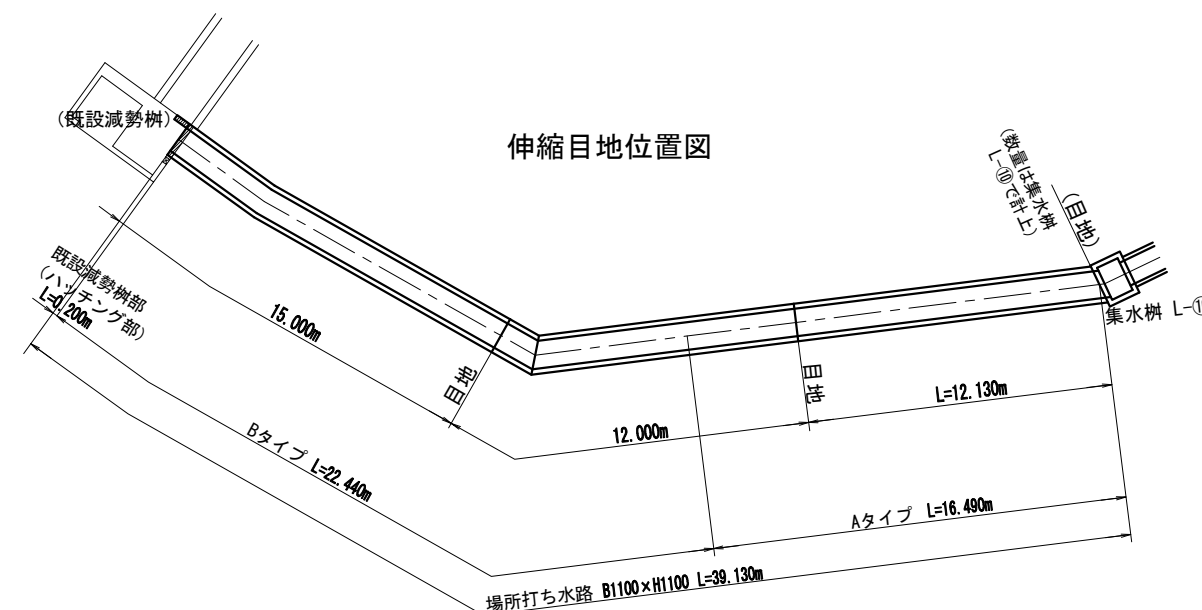 伸縮目地位置図
(既設減勢桝)
既設減勢桝部
(ハッチング部)
L=0.200m
15.000m
目地
12.000m
目地
L=12.130m
(目地)
(数量は集水桝
L-⑩で計上)
集水桝 L-⑩
Bタイプ L=22.440m
Aタイプ L=16.490m
場所打ち水路 B1100×H1100 L=39.130m